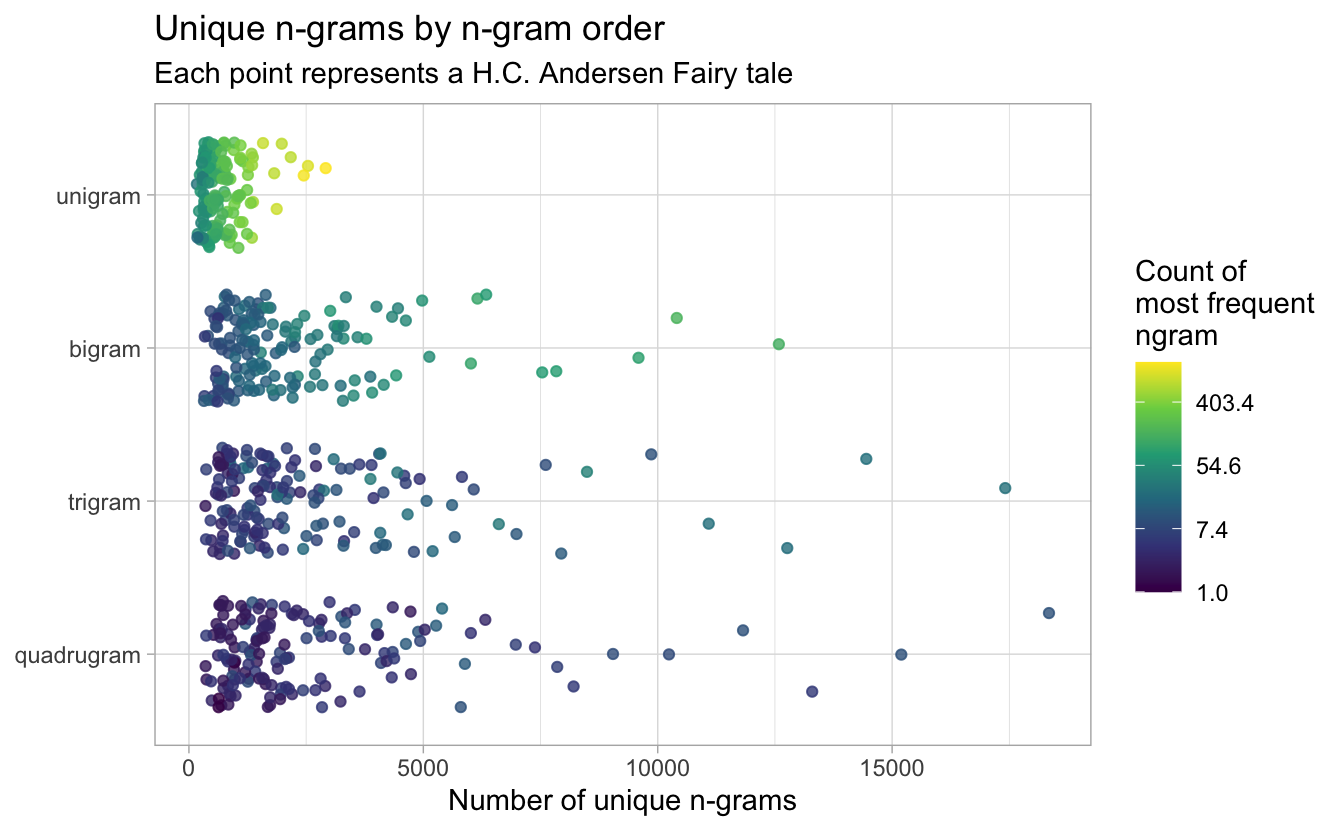 Unique n-grams by n-gram order
Each point represents a H.C. Andersen Fairy tale
unigram
bigram
trigram
quadrugram
0
5000
10000
15000
Number of unique n-grams
Count of
most frequent
ngram
403.4
54.6
7.4
1.0